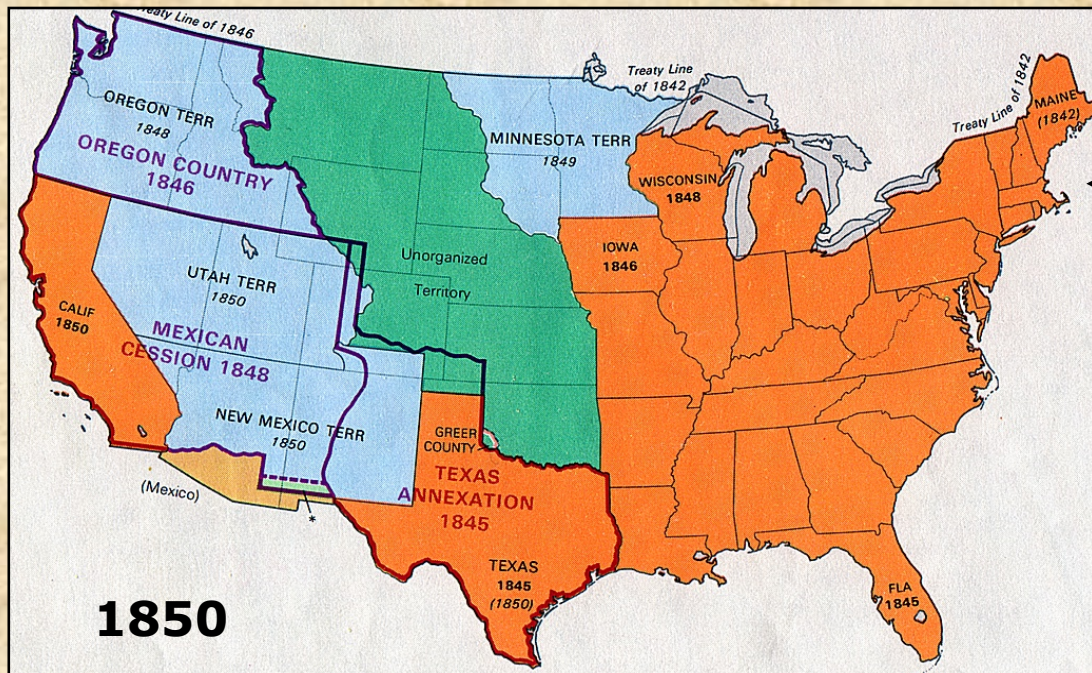 Treaty Line of 1846
OREGON TERR
1848
OREGON COUNTRY
1846
Treaty Line
of 1842
MINNESOTA TERR
1849
Treaty Line of 1842
MAINE
(1842)
WISCONSIN
1848
IOWA
1846
Unorganized
Territory
UTAH TERR
1850
CALIF
1850
MEXICAN
CESSION 1848
NEW MEXICO TERR
1850
GREER
COUNTY
TEXAS
ANNEXATION
1845
(Mexico)
*
TEXAS
1845
(1850)
FLA
1845
1850